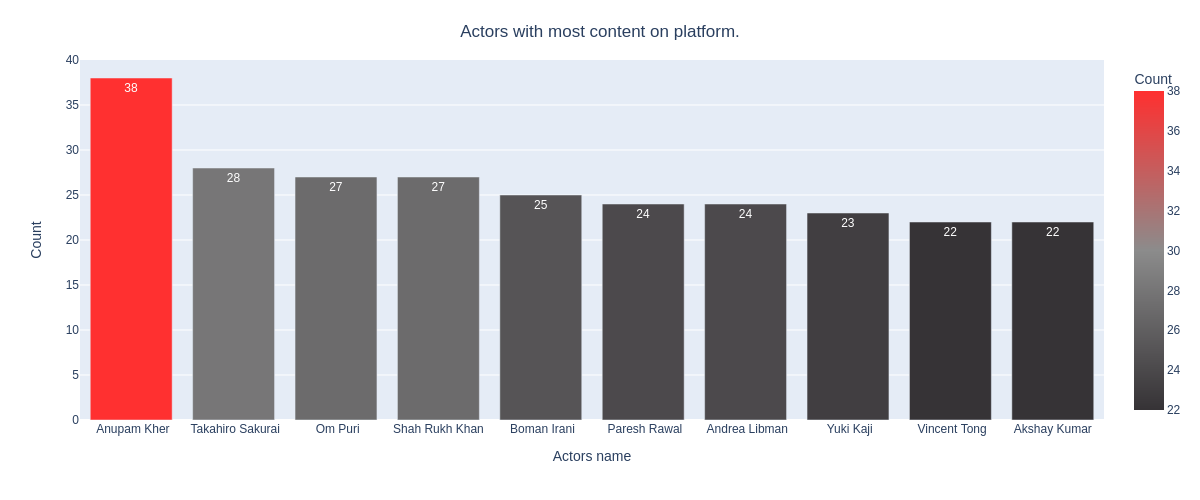 Actors with most content on platform.
Count
40
35
30
25
20
15
10
5
0
38
28
27
27
25
24
24
23
22
22
Anupam Kher
Takahiro Sakurai
Om Puri
Shah Rukh Khan
Boman Irani
Paresh Rawal
Andrea Libman
Yuki Kaji
Vincent Tong
Akshay Kumar
Actors name
Count
38
36
34
32
30
28
26
24
22